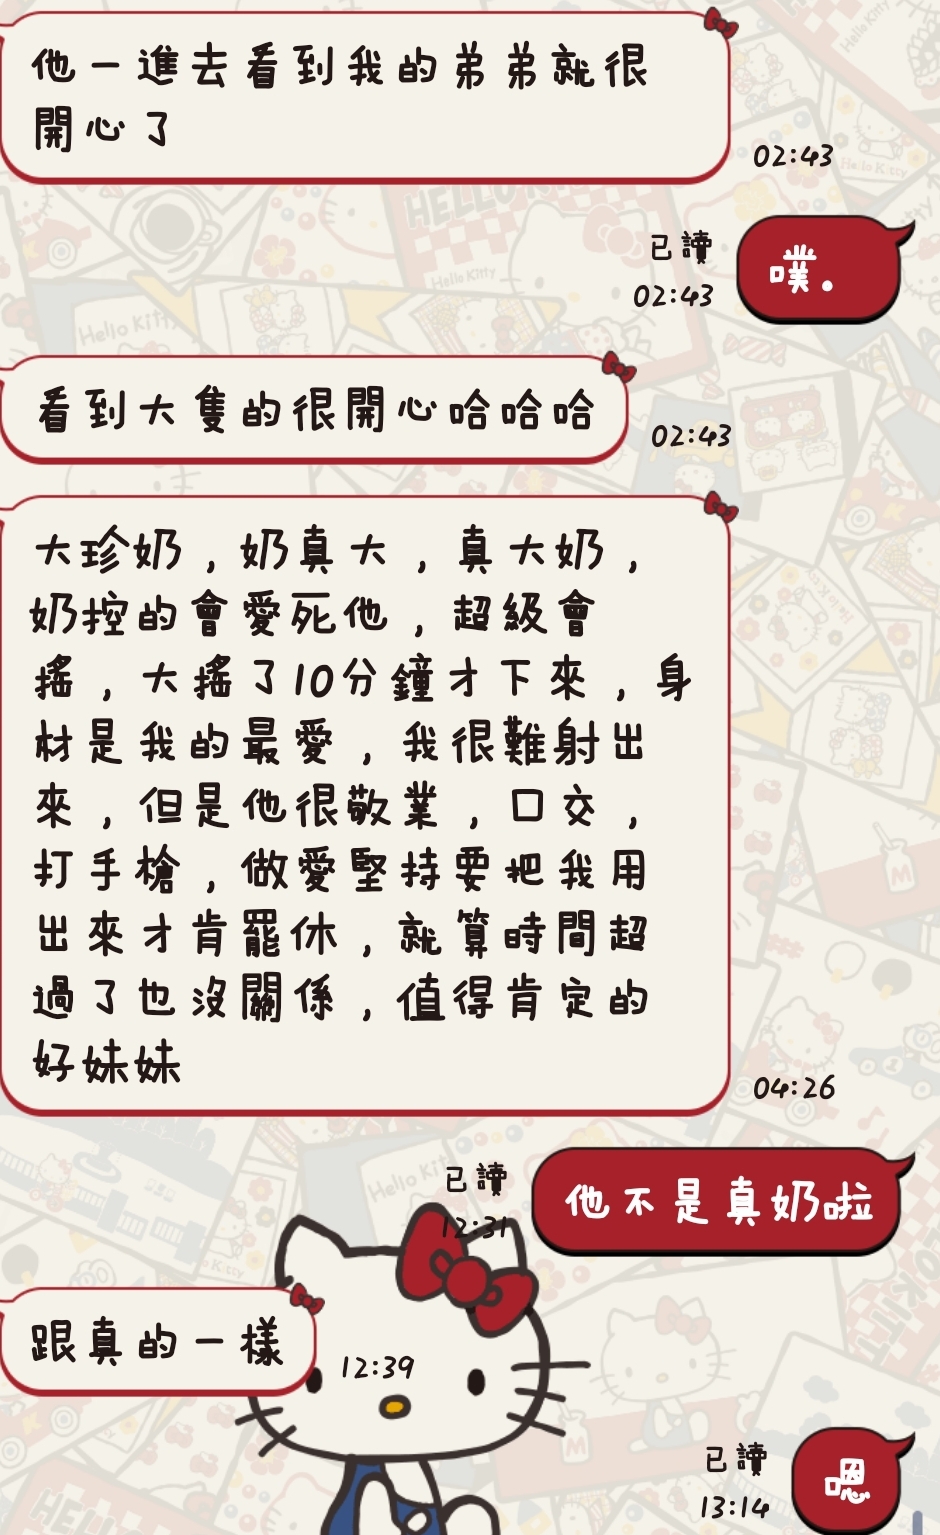 他一進去看到我的弟弟就很
開心了
02:43
已讀
02:43
噗.
看到大隻的很開心哈哈哈
02:43
大珍奶，奶真大，真大奶，
奶控的會愛死他，超級會
搖，大搖了10分鐘才下來，身
材是我的最愛，我很難射出
來，但是他很敬業，口交，
打手槍，做愛堅持要把我用
出來才肯罷休，就算時間超
過了也沒關係，值得肯定的
好妹妹
04:26
已讀
12:31
他不是真奶啦
跟真的一樣
12:39
已讀
13:14
嗯